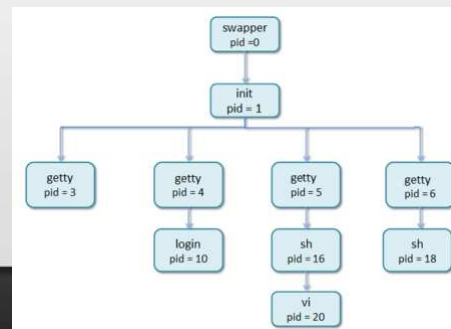 swapper
pid =0
init
pid = 1
getty
pid = 3
getty
pid = 4
getty
pid = 5
getty
pid = 6
login
pid = 10
sh
pid = 16
sh
pid = 18
vi
pid = 20